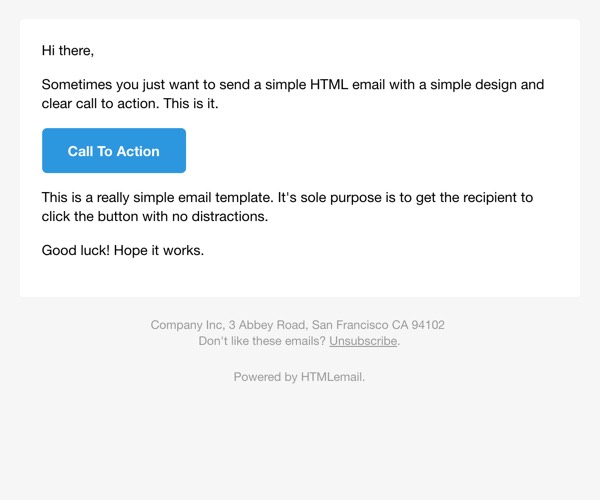 Hi there,
Sometimes you just want to send a simple HTML email with a simple design and
clear call to action. This is it.
Call To Action
This is a really simple email template. It's sole purpose is to get the recipient to
click the button with no distractions.
Good luck! Hope it works.
Company Inc, 3 Abbey Road, San Francisco CA 94102
Don't like these emails? Unsubscribe.
Powered by HTMLemail.